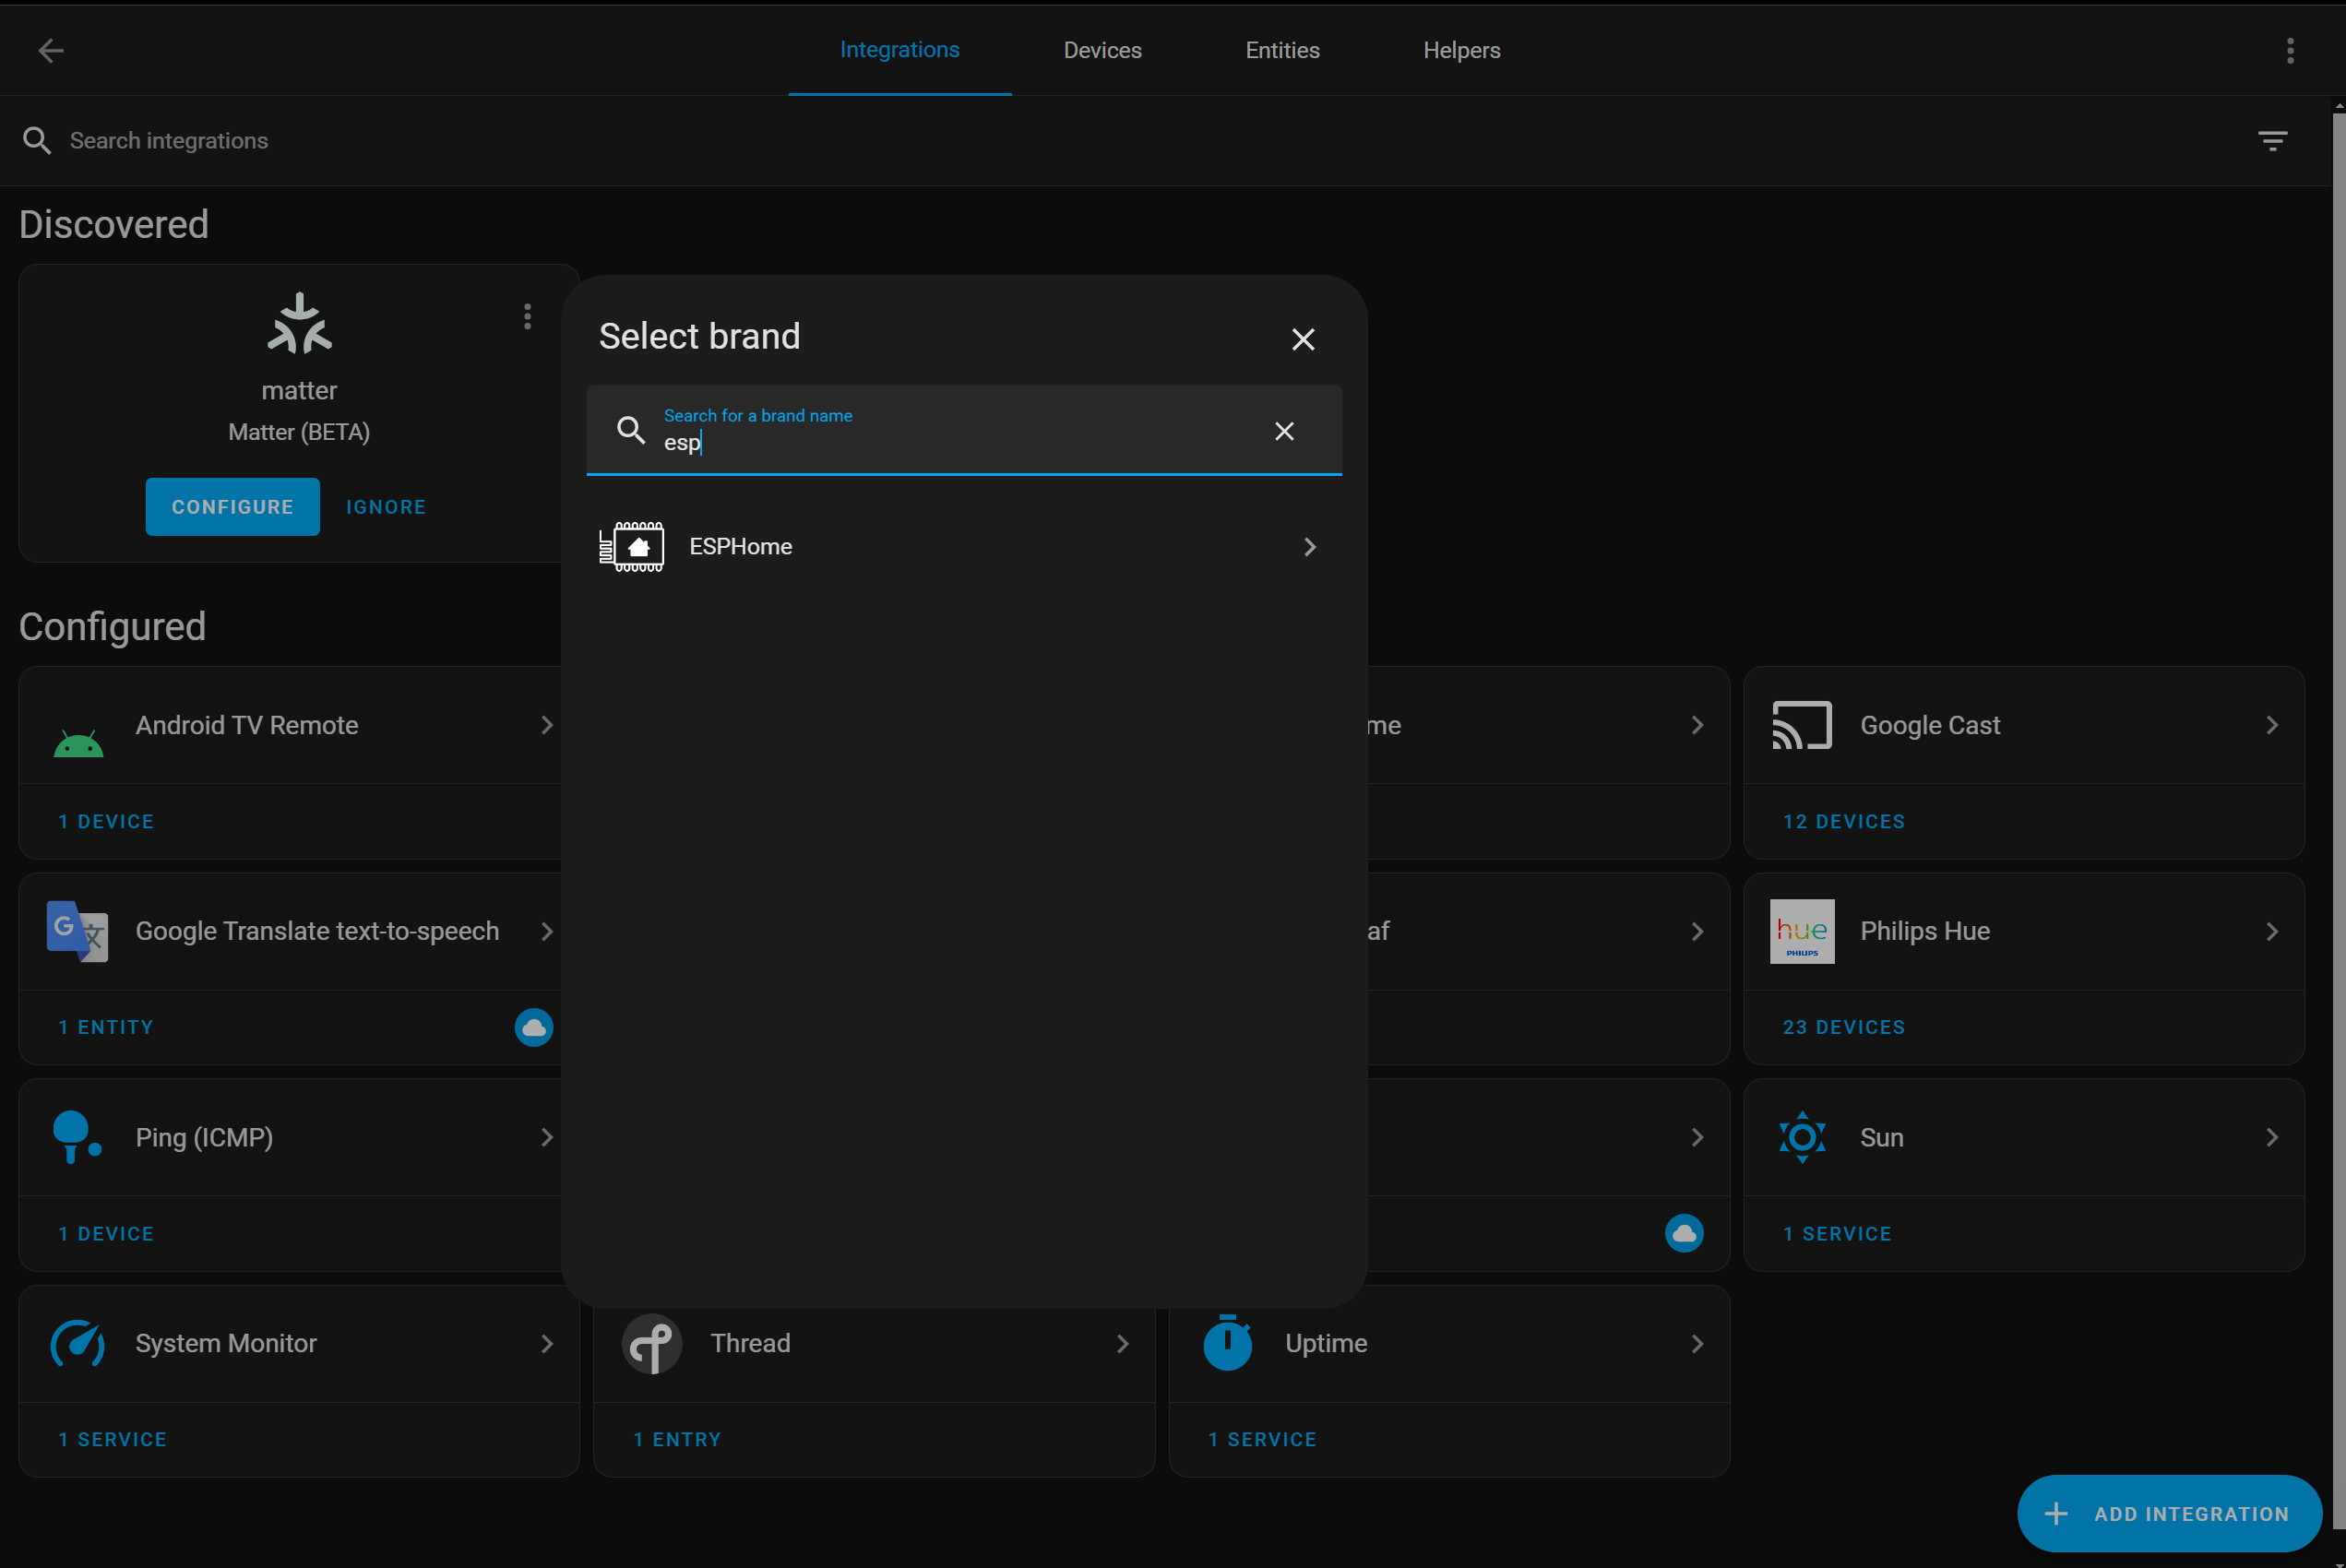 Integrations
Devices
Entities
Helpers
Search integrations
Discovered
matter
Matter (BETA)
CONFIGURE
IGNORE
Select brand
Search for a brand name
esp
ESPHome
Configured
Android TV Remote
1 DEVICE
me
Google Cast
12 DEVICES
Google Translate text-to-speech
1 ENTITY
af
Philips Hue
hue
PHILIPS
23 DEVICES
Ping (ICMP)
1 DEVICE
Sun
1 SERVICE
System Monitor
1 SERVICE
Thread
1 ENTRY
Uptime
1 SERVICE
ADD INTEGRATION